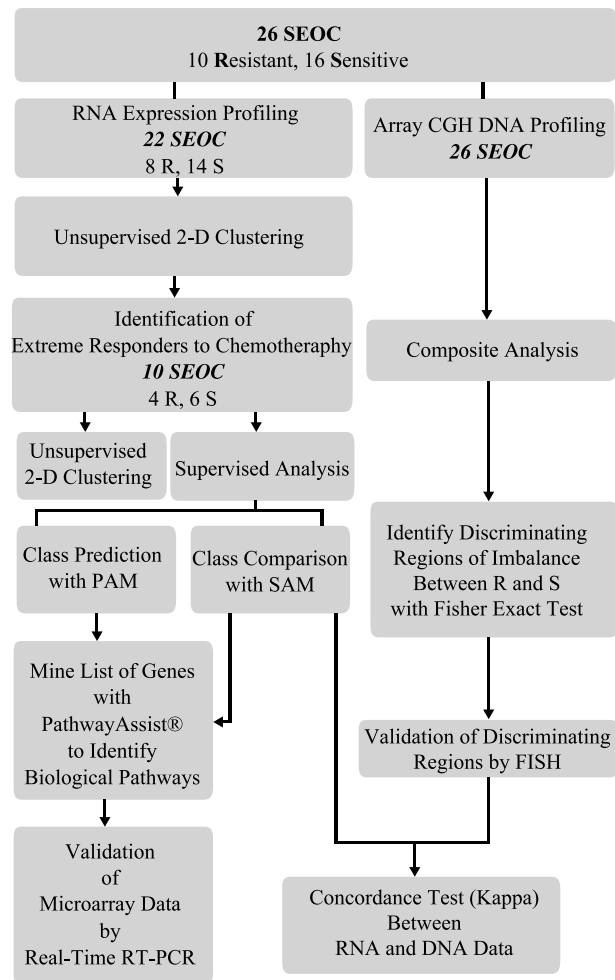 26 SEOC
10 Resistant, 16 Sensitive
RNA Expression Profiling
22 SEOC
8 R, 14 S
Array CGH DNA Profiling
26 SEOC
Unsupervised 2-D Clustering
Identification of
Extreme Responders to Chemotheraphy
10 SEOC
4 R, 6 S
Composite Analysis
Unsupervised
2-D Clustering
Supervised Analysis
Class Prediction
with PAM
Class Comparison
with SAM
Identify Discriminating
Regions of Imbalance
Between R and S
with Fisher Exact Test
Mine List of Genes
with
PathwayAssist®
to Identify
Biological Pathways
Validation of Discriminating
Regions by FISH
Validation
of
Microarray Data
by
Real-Time RT-PCR
Concordance Test (Kappa)
Between
RNA and DNA Data